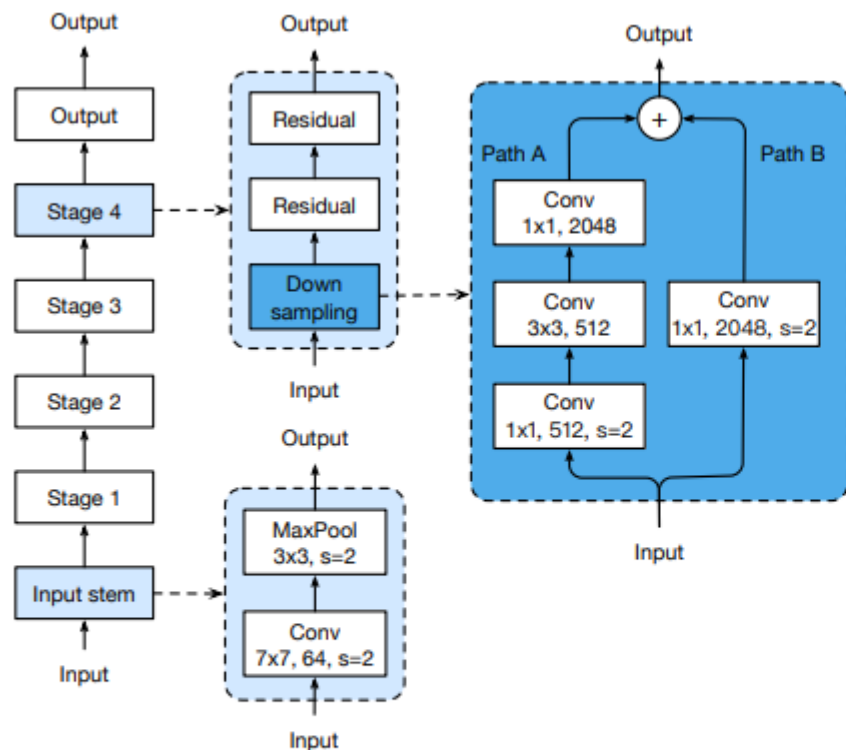 Output
Output
Stage 4
Stage 3
Stage 2
Stage 1
Input stem
Input
Output
Residual
Residual
Down
sampling
Input
Output
MaxPool
3x3, s=2
Conv
7x7, 64, s=2
Input
Output
+
Path A
Path B
Conv
1x1, 2048
Conv
3x3, 512
Conv
1x1, 512, s=2
Conv
1x1, 2048, s=2
Input